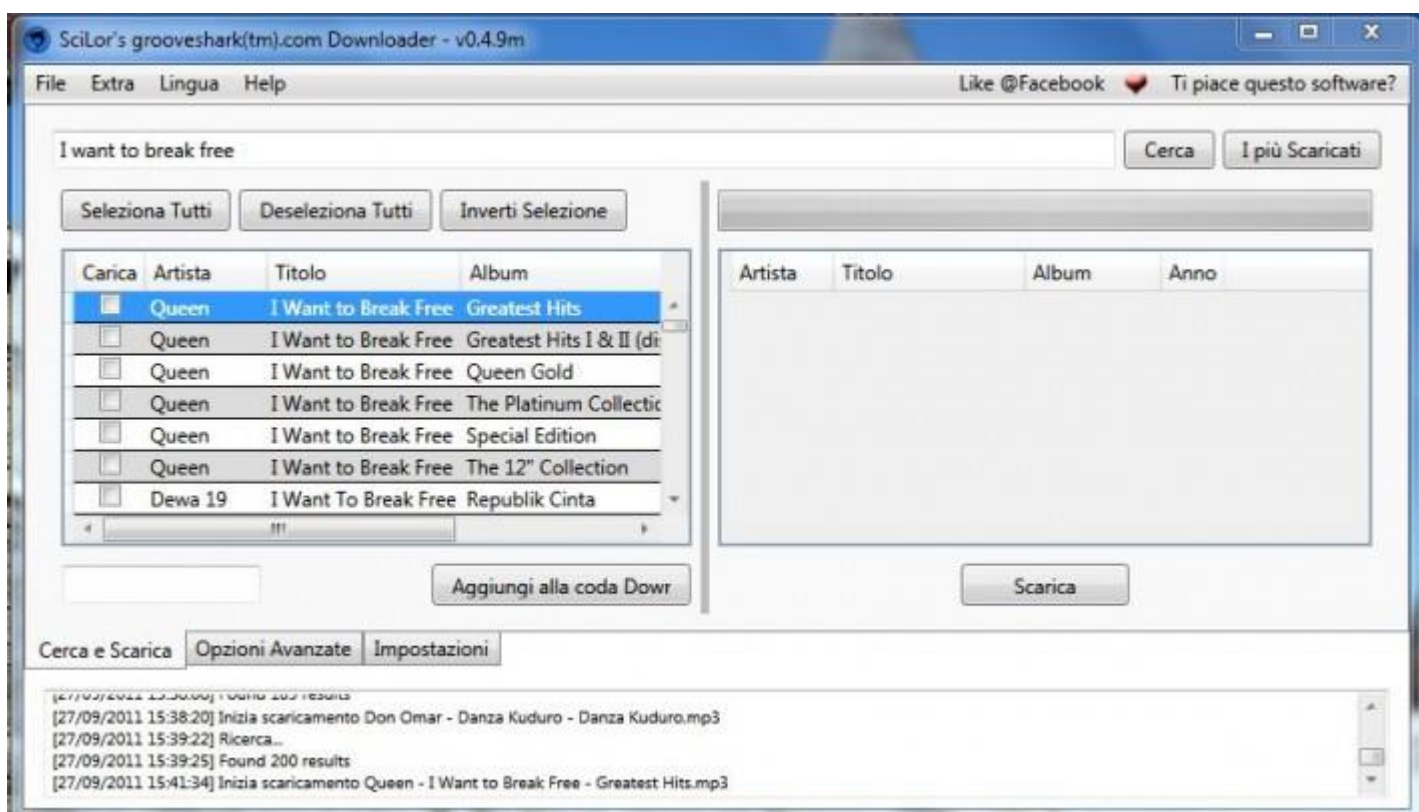 SciLor's grooveshark(tm).com Downloader - v0.4.9m
File Extra Lingua Help Like @Facebook Ti piace questo software?
I want to break free Cerca I più Scaricati
Seleziona Tutti Deseleziona Tutti Inverti Selezione
Carica Artista Titolo Album Artista Titolo Album Anno
Queen I Want to Break Free Greatest Hits
Queen I Want to Break Free Greatest Hits I & II (di
Queen I Want to Break Free Queen Gold
Queen I Want to Break Free The Platinum Collectic
Queen I Want to Break Free Special Edition
Queen I Want to Break Free The 12" Collection
Dewa 19 I Want To Break Free Republik Cinta
Aggiungi alla coda Dowr Scarica
Cerca e Scarica Opzioni Avanzate Impostazioni
Found results
[27/09/2011 15:38:20] Inizia scaricamento Don Omar - Danza Kuduro - Danza Kuduro.mp3
[27/09/2011 15:39:22] Ricerca...
[27/09/2011 15:39:25] Found 200 results
[27/09/2011 15:41:34] Inizia scaricamento Queen - I Want to Break Free - Greatest Hits.mp3